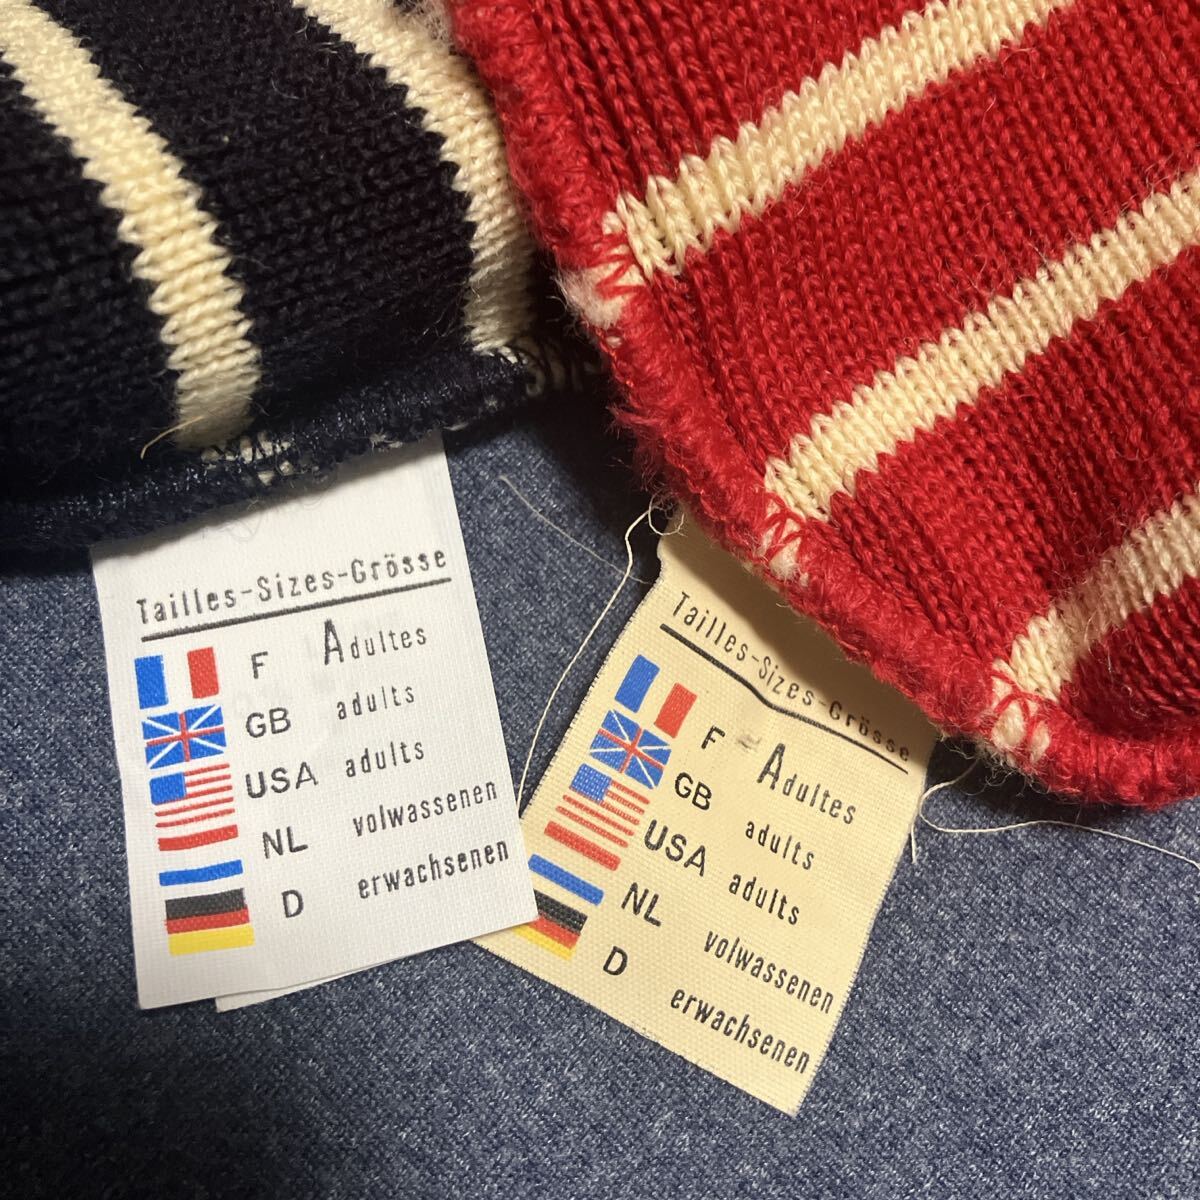 Tailles-Sizes-Grösse
F Adultes
GB adults
USA adults
NL volwassenen
D erwachsenen
Tailles-Sizes-Grösse
F Adultes
GB adults
USA adults
NL volwassenen
D erwachsenen